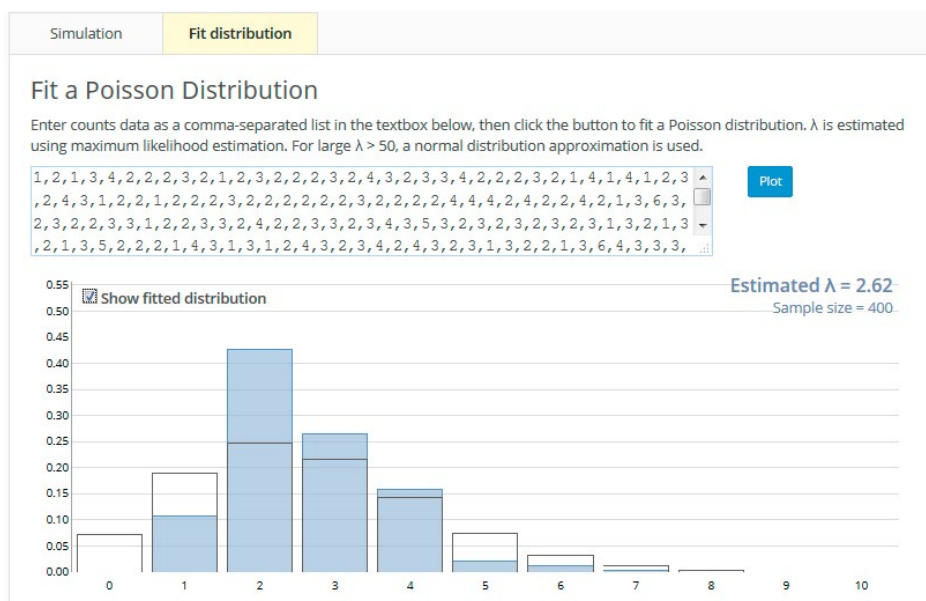 Simulation
Fit distribution
Fit a Poisson Distribution
Enter counts data as a comma-separated list in the textbox below, then click the button to fit a Poisson distribution. λ is estimated
using maximum likelihood estimation. For large λ > 50, a normal distribution approximation is used.
1,2,1,3,4,2,2,2,3,2,1,2,3,2,2,2,3,2,4,3,2,3,3,4,2,2,2,3,2,1,4,1,4,1,2,3
,2,4,3,1,2,2,1,2,2,2,3,2,2,2,2,2,2,3,2,2,2,2,4,4,4,2,4,2,2,4,2,1,3,6,3,
2,3,2,2,3,3,1,2,2,3,3,2,4,2,2,3,3,2,3,4,3,5,3,2,3,2,3,2,3,2,3,1,3,2,1,3
,2,1,3,5,2,2,2,1,4,3,1,3,1,2,4,3,2,3,4,2,4,3,2,3,1,3,2,2,1,3,6,4,3,3,3,
Plot
Show fitted distribution
Estimated λ = 2.62
Sample size = 400
0.55
0.50
0.45
0.40
0.35
0.30
0.25
0.20
0.15
0.10
0.05
0.00
0 1 2 3 4 5 6 7 8 9 10